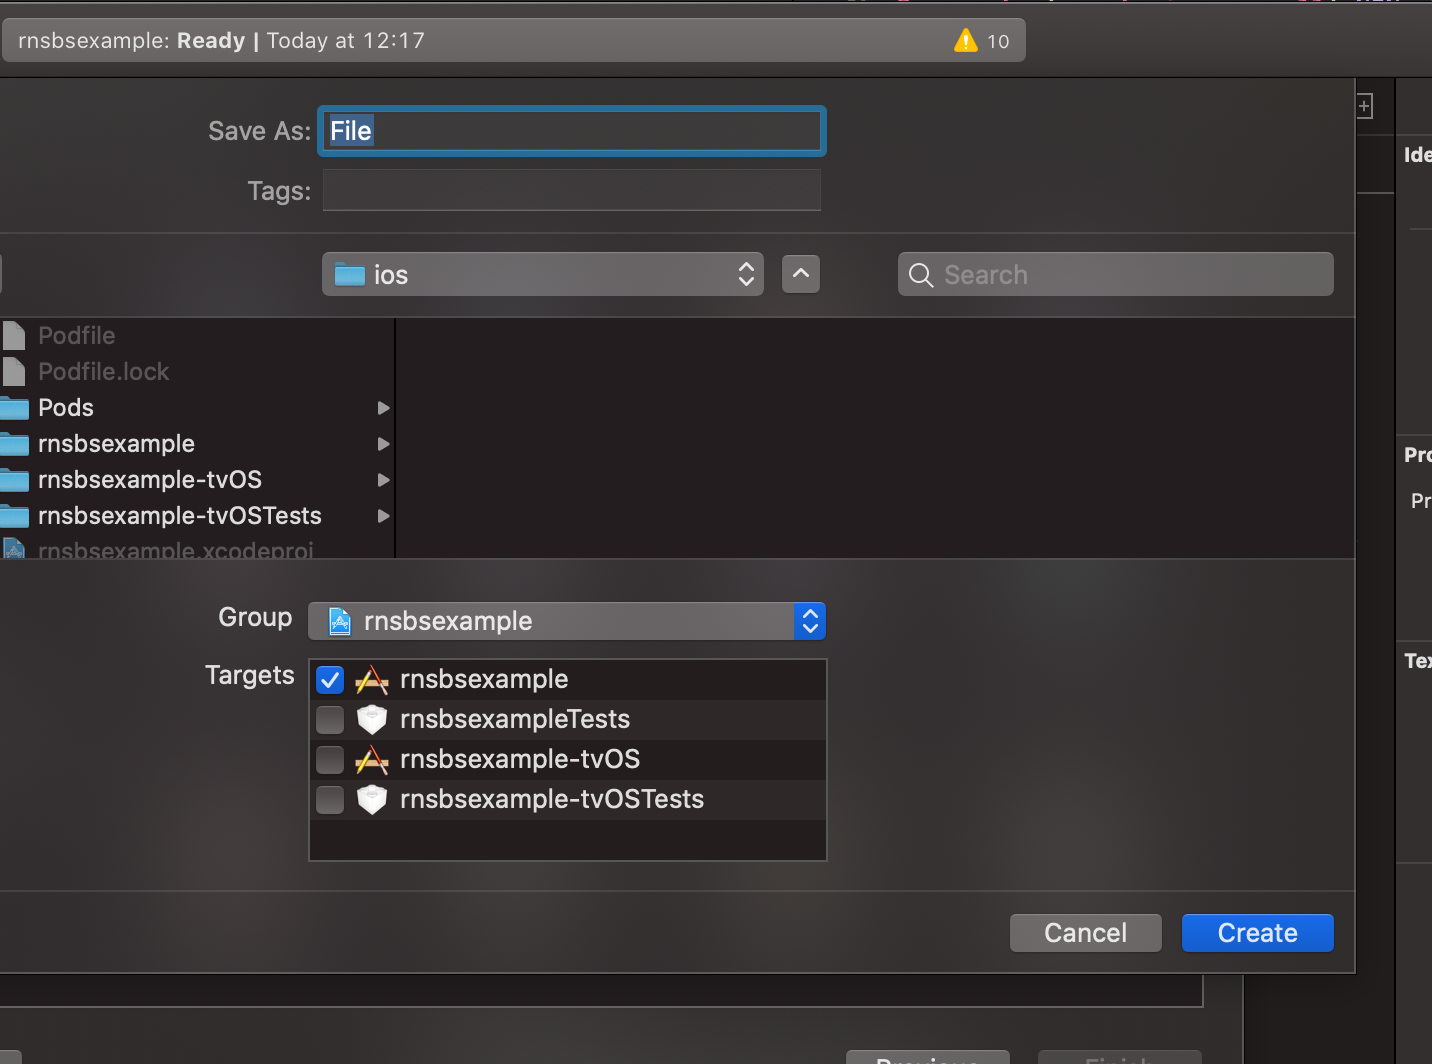 rnsbsexample: Ready | Today at 12:17
10
Save As: File
Tags:
ios
Search
Ide
Podfile
Podfile.lock
Pods
rnsbsexample
rnsbsexample-tvOS
rnsbsexample-tvOSTests
rnsbsexample.xcodeproj
Pro
Pr
Group rnsbsexample
Targets rnsbsexample
rnsbsexampleTests
rnsbsexample-tvOS
rnsbsexample-tvOSTests
Tex
Cancel Create
Previous Finish